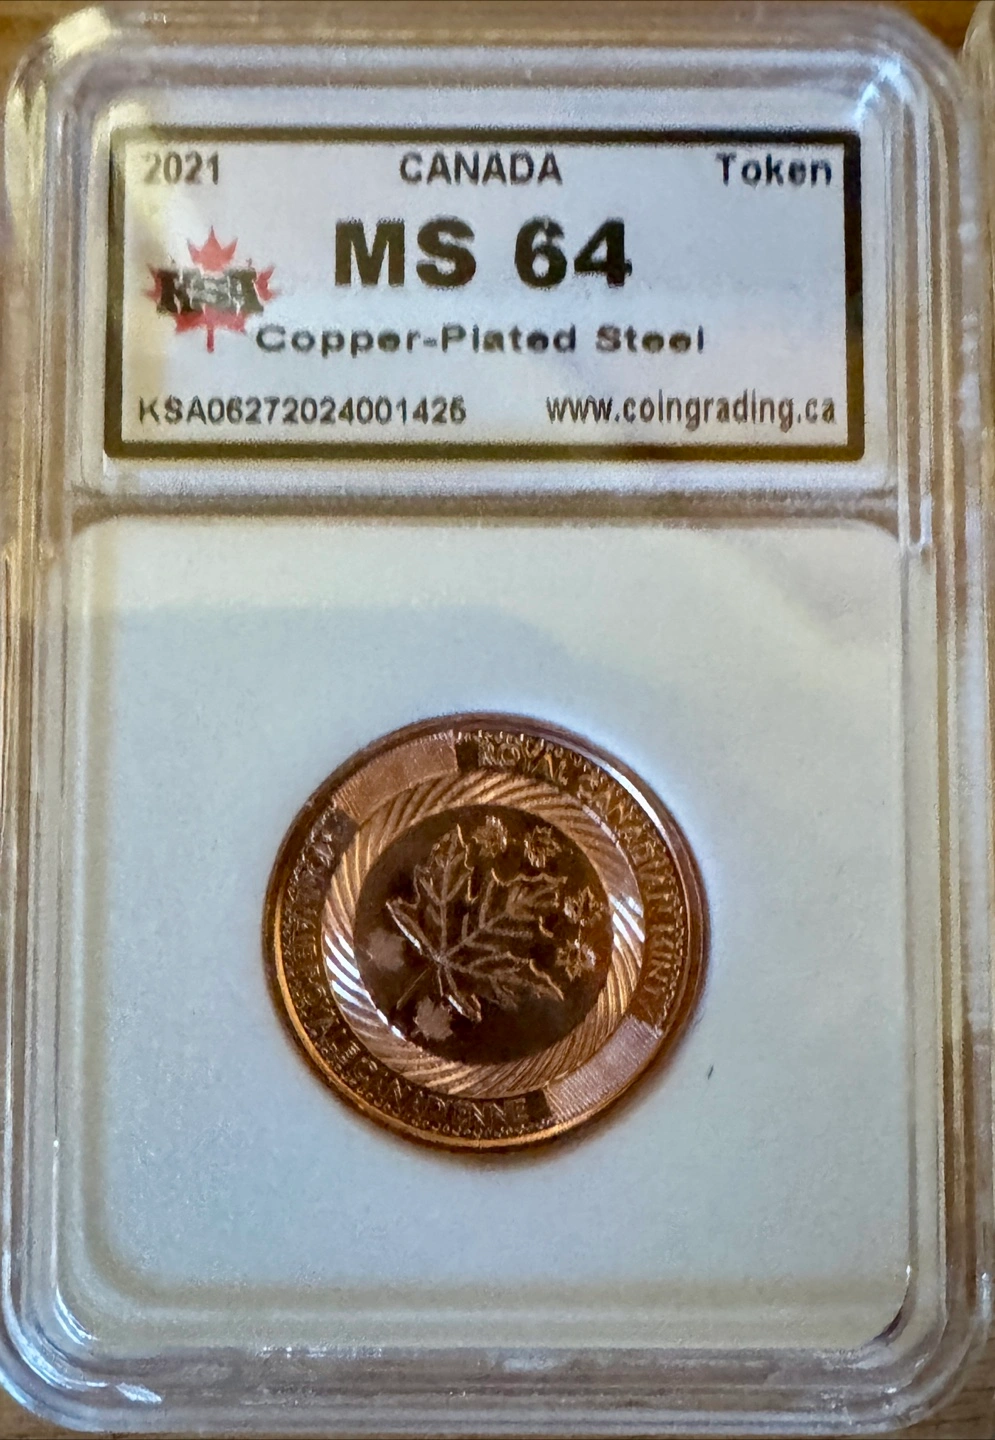 2021 CANADA Token
MS 64
KSA
Copper-Plated Steel
KSA06272024001426 www.coingrading.ca
ROYAL CANADIAN MINT
MONNAIE ROYALE CANADIENNE